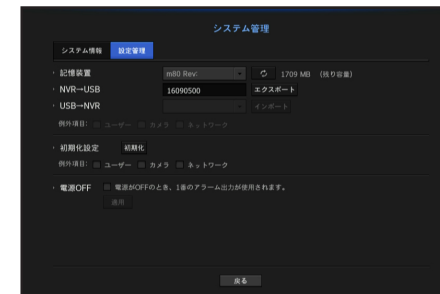 システム管理
システム情報 設定管理
記憶装置 m80 Rev: 1709 MB (残り容量)
NVR→USB 16090500 エクスポート
USB→NVR インポート
例外項目: ユーザー カメラ ネットワーク
初期化設定 初期化
例外項目: ユーザー カメラ ネットワーク
電源OFF 電源がOFFのとき、1番のアラーム出力が使用されます。
適用
戻る